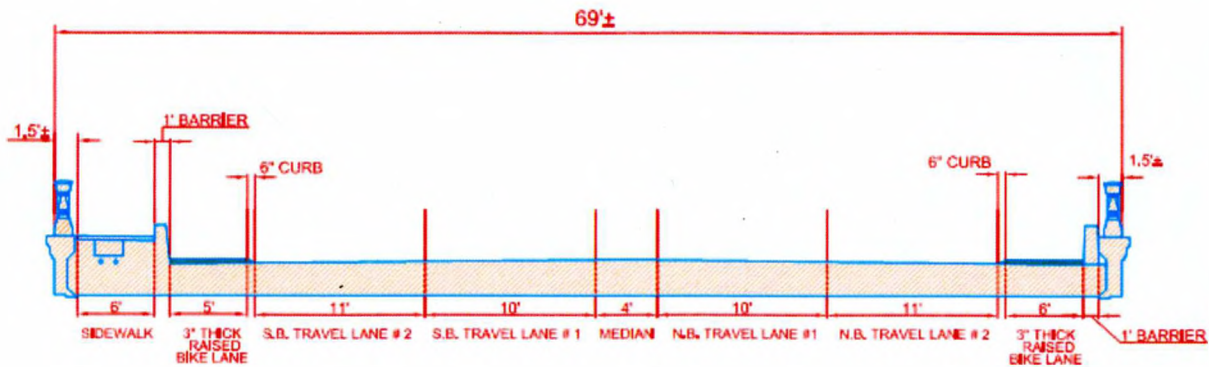 69'±
1' BARRIER
1.5'±
6" CURB
6" CURB
1.5'±
6'
5'
11'
10'
4'
10'
11'
6'
SIDEWALK
3" THICK
RAISED
BIKE LANE
S.B. TRAVEL LANE # 2
S.B. TRAVEL LANE # 1
MEDIAN
N.B. TRAVEL LANE #1
N.B. TRAVEL LANE # 2
3" THICK
RAISED
BIKE LANE
1' BARRIER